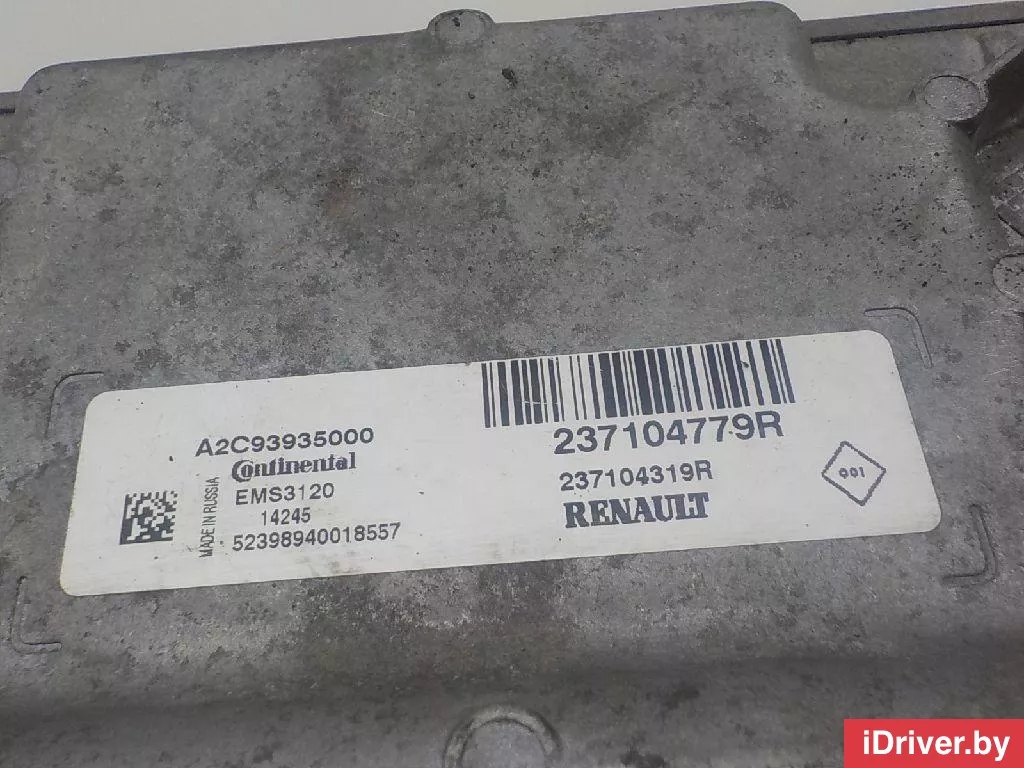 A2C93935000
Continental
EMS3120
14245
52398940018557
MADE IN RUSSIA
237104779R
237104319R
RENAULT
001
iDriver.by